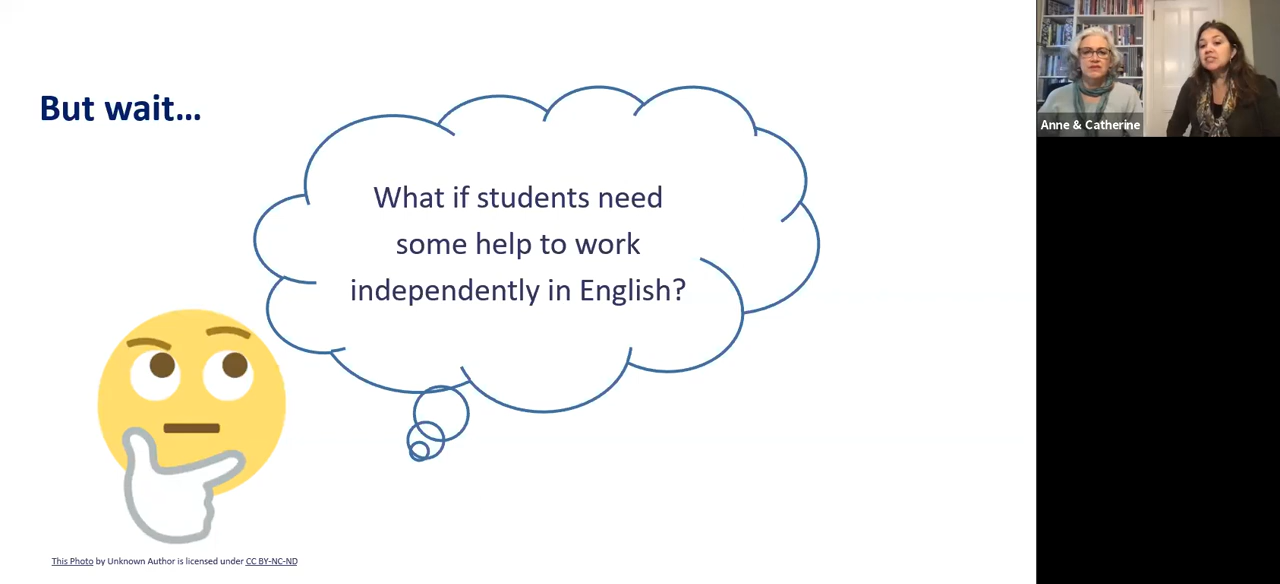 But wait...
What if students need
some help to work
independently in English?
This Photo by Unknown Author is licensed under CC BY-NC-ND
Anne & Catherine